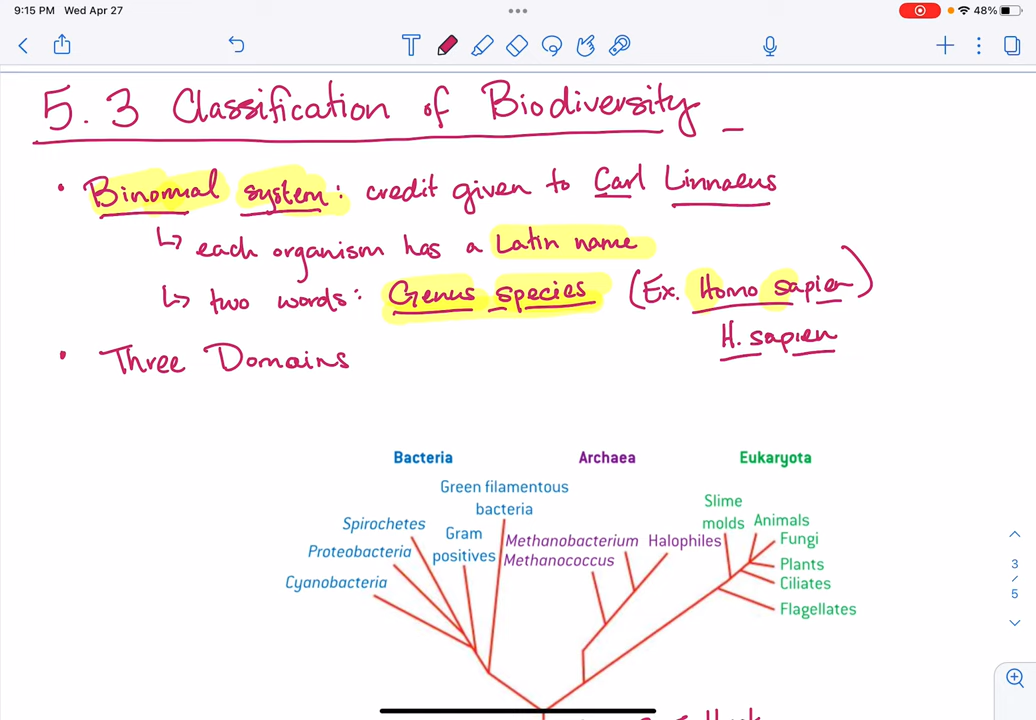 9:15 PM Wed Apr 27
48%
5.3 Classification of Biodiversity
• Binomial system: credit given to Carl Linnaeus
↳ each organism has a Latin name
↳ two words: Genus species (Ex. Homo sapien)
H. sapien
• Three Domains
Bacteria Archaea Eukaryota
Green filamentous bacteria
Spirochetes
Gram positives
Proteobacteria
Cyanobacteria
Methanobacterium Halophiles
Methanococcus
Slime molds
Animals
Fungi
Plants
Ciliates
Flagellates
3
/
5